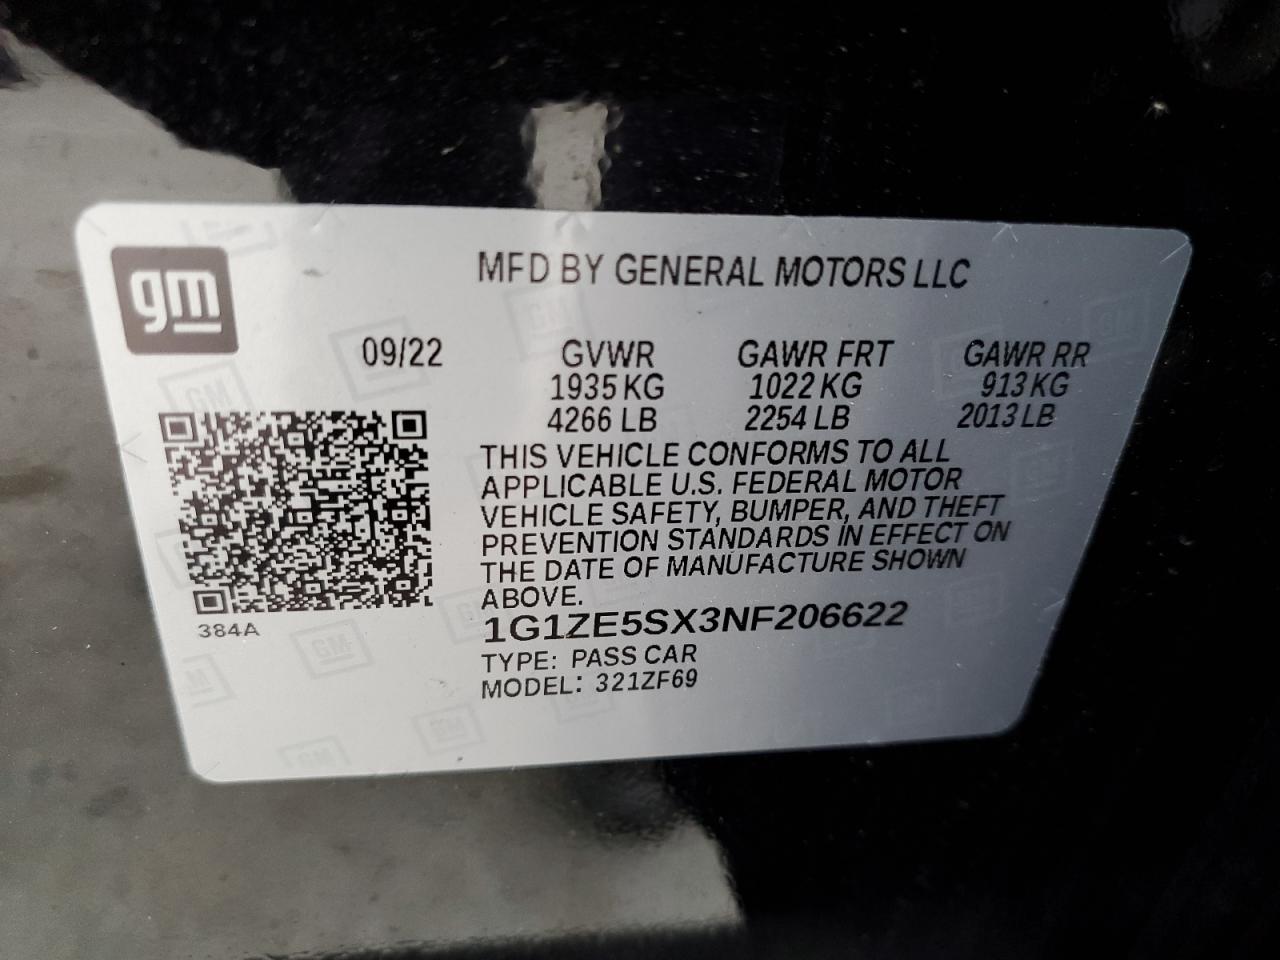 gm
MFD BY GENERAL MOTORS LLC
09/22 GVWR GAWR FRT GAWR RR
1935 KG 1022 KG 913 KG
4266 LB 2254 LB 2013 LB
THIS VEHICLE CONFORMS TO ALL
APPLICABLE U.S. FEDERAL MOTOR
VEHICLE SAFETY, BUMPER, AND THEFT
PREVENTION STANDARDS IN EFFECT ON
THE DATE OF MANUFACTURE SHOWN
ABOVE.
384A
1G1ZE5SX3NF206622
TYPE: PASS CAR
MODEL: 321ZF69